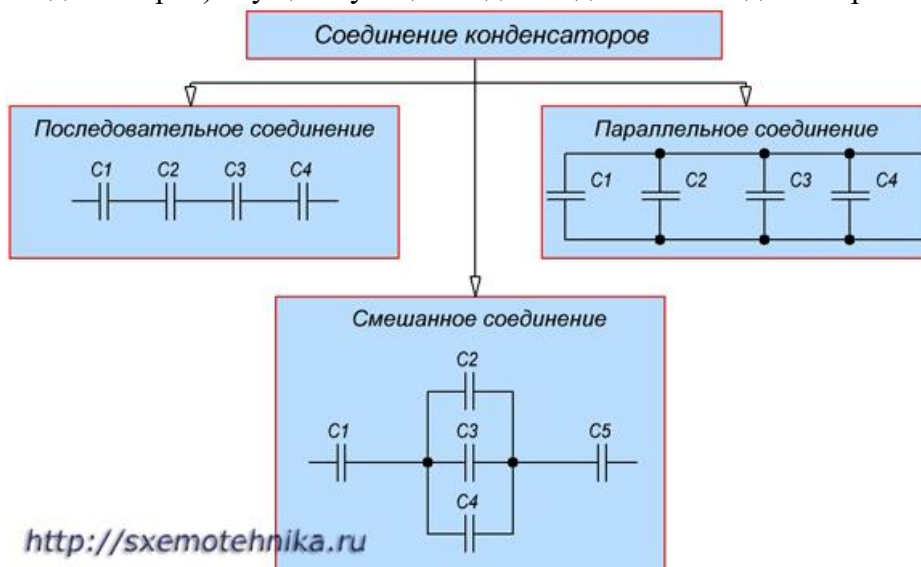 Соединение конденсаторов
Последовательное соединение
C1 C2 C3 C4
Параллельное соединение
C1 C2 C3 C4
Смешанное соединение
C2
C1 C3 C5
C4
http://sxemotehnika.ru